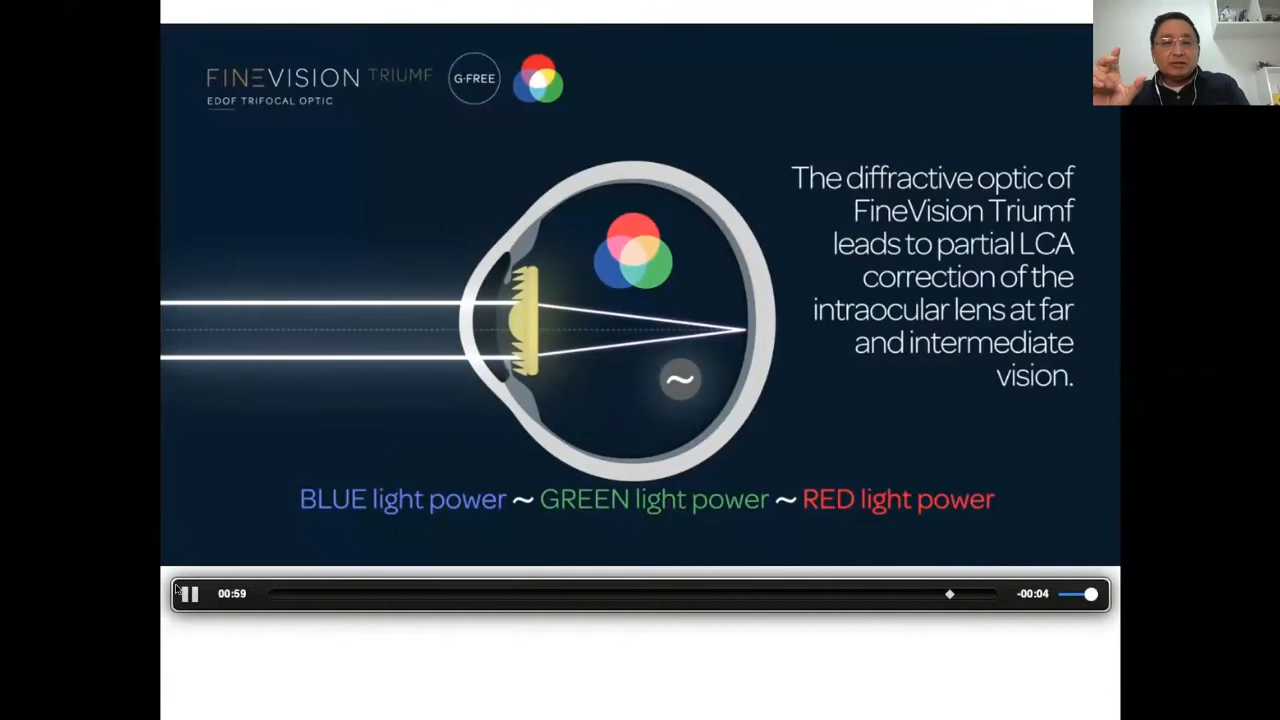 FINEVISION TRIUMF
EDOF TRIFOCAL OPTIC
G-FREE
The diffractive optic of
FineVision Triumf
leads to partial LCA
correction of the
intraocular lens at far
and intermediate
vision.
~
BLUE light power ~ GREEN light power ~ RED light power
00:59
-00:04